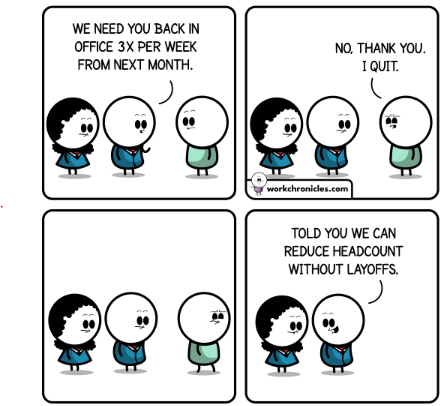 WE NEED YOU BACK IN
OFFICE 3X PER WEEK
FROM NEXT MONTH.
NO, THANK YOU.
I QUIT.
workchronicles.com
TOLD YOU WE CAN
REDUCE HEADCOUNT
WITHOUT LAYOFFS.